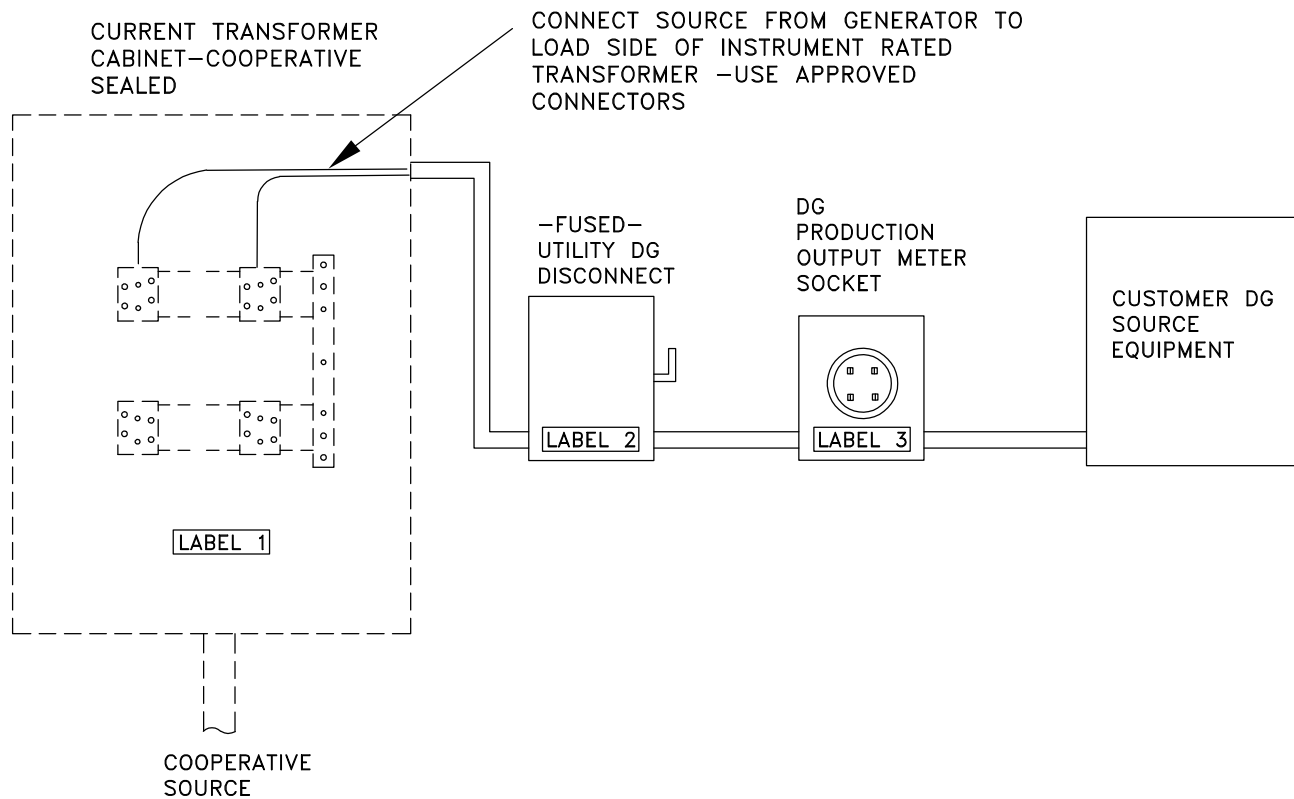 CURRENT TRANSFORMER
CABINET–COOPERATIVE
SEALED
CONNECT SOURCE FROM GENERATOR TO
LOAD SIDE OF INSTRUMENT RATED
TRANSFORMER –USE APPROVED
CONNECTORS
–FUSED–
UTILITY DG
DISCONNECT
DG
PRODUCTION
OUTPUT METER
SOCKET
CUSTOMER DG
SOURCE
EQUIPMENT
LABEL 2
LABEL 3
LABEL 1
COOPERATIVE
SOURCE